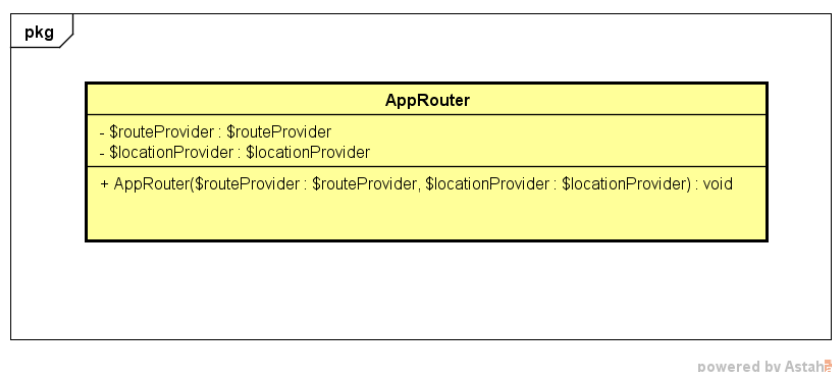 pkg
AppRouter
- $routeProvider : $routeProvider
- $locationProvider : $locationProvider
+ AppRouter($routeProvider : $routeProvider, $locationProvider : $locationProvider) : void
powered by Astah